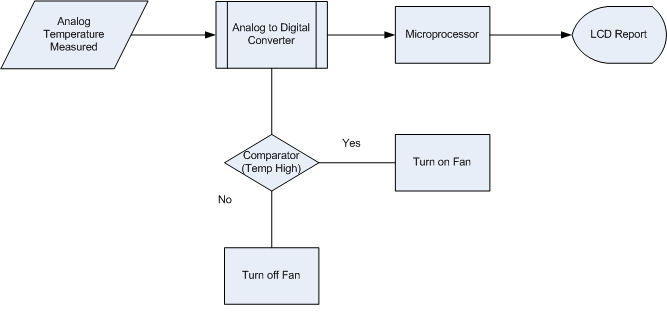 Analog
Temperature
Measured
Analog to Digital
Converter
Microprocessor
LCD Report
Comparator
(Temp High)
Yes
Turn on Fan
No
Turn off Fan